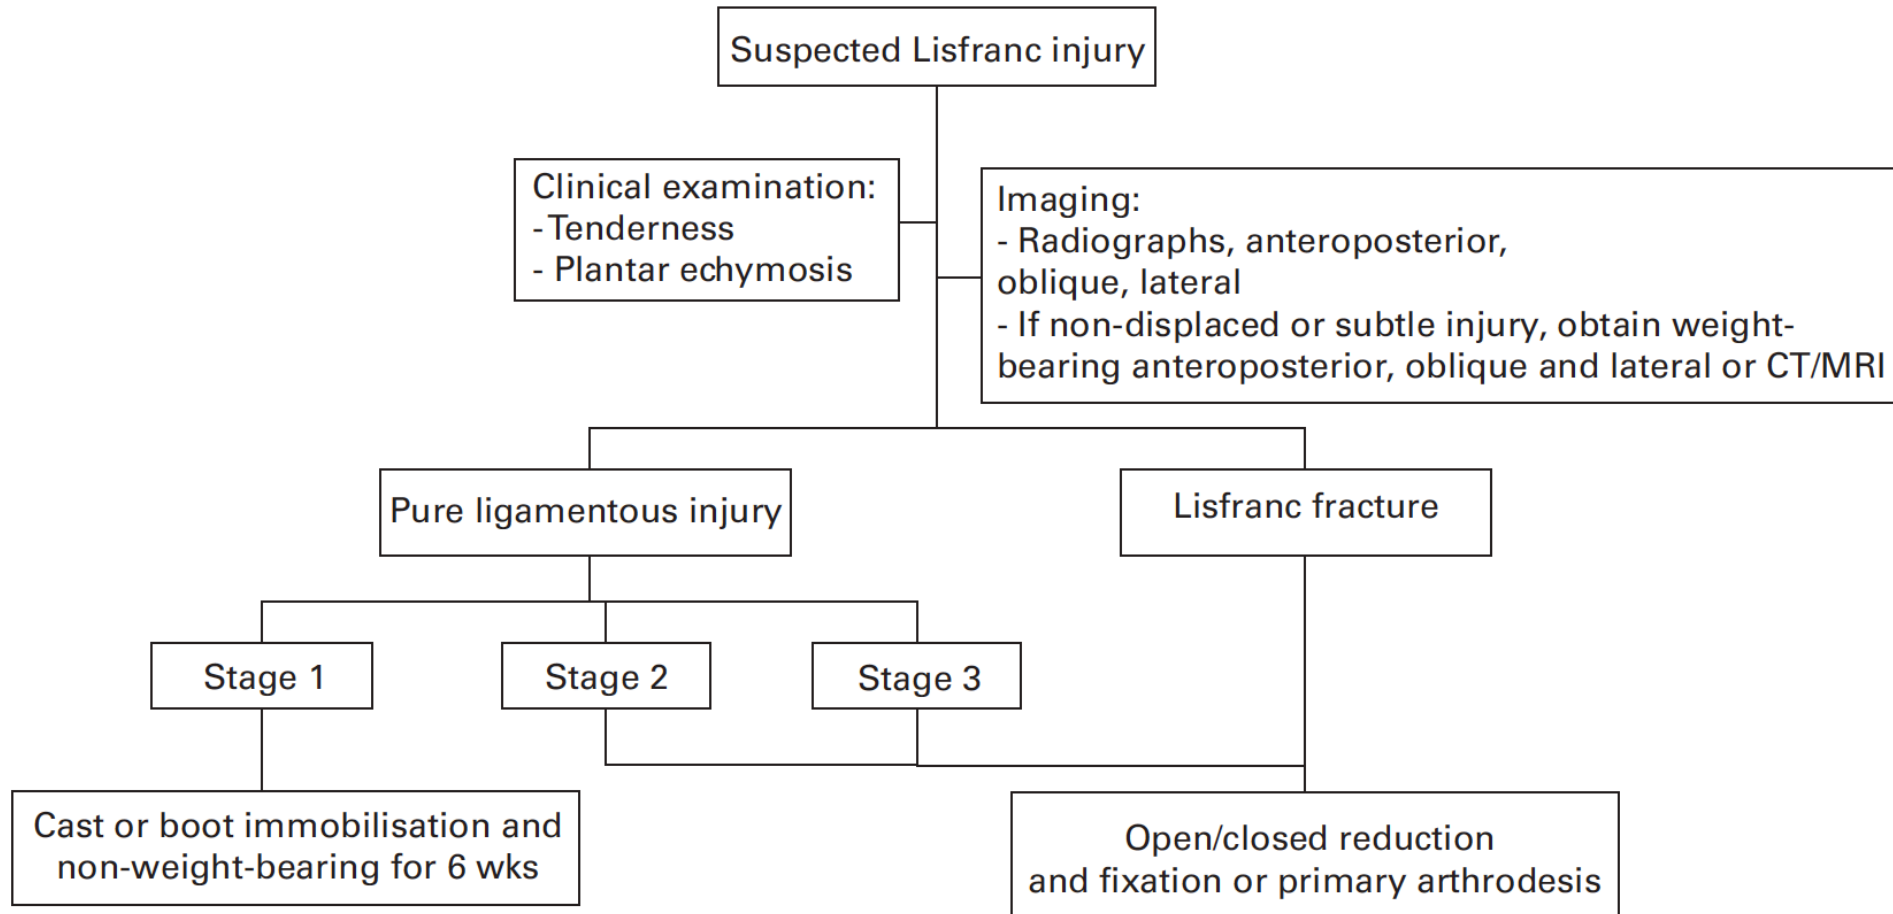 Suspected Lisfranc injury
Clinical examination:
- Tenderness
- Plantar echymosis
Imaging:
- Radiographs, anteroposterior,
oblique, lateral
- If non-displaced or subtle injury, obtain weight-
bearing anteroposterior, oblique and lateral or CT/MRI
Pure ligamentous injury
Lisfranc fracture
Stage 1
Stage 2
Stage 3
Cast or boot immobilisation and
non-weight-bearing for 6 wks
Open/closed reduction
and fixation or primary arthrodesis